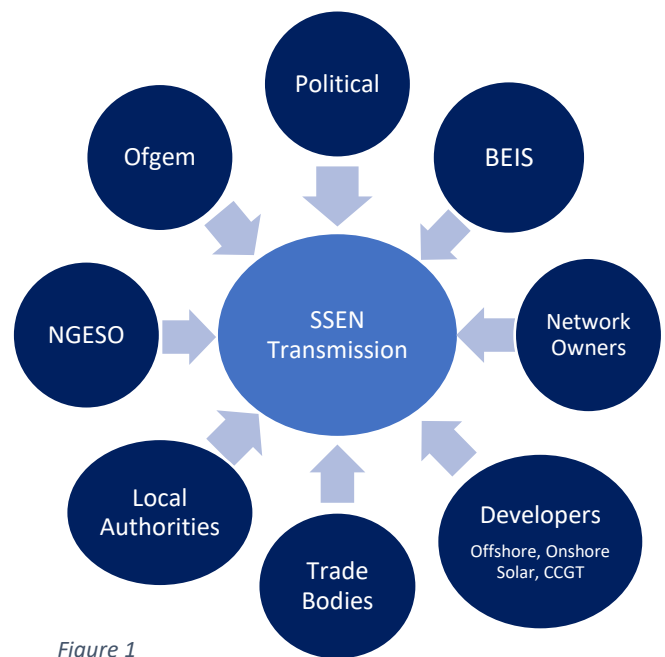 Political
Ofgem
BEIS
NGESO
SSEN
Transmission
Network
Owners
Local
Authorities
Developers
Offshore, Onshore
Solar, CCGT
Trade
Bodies
Figure 1